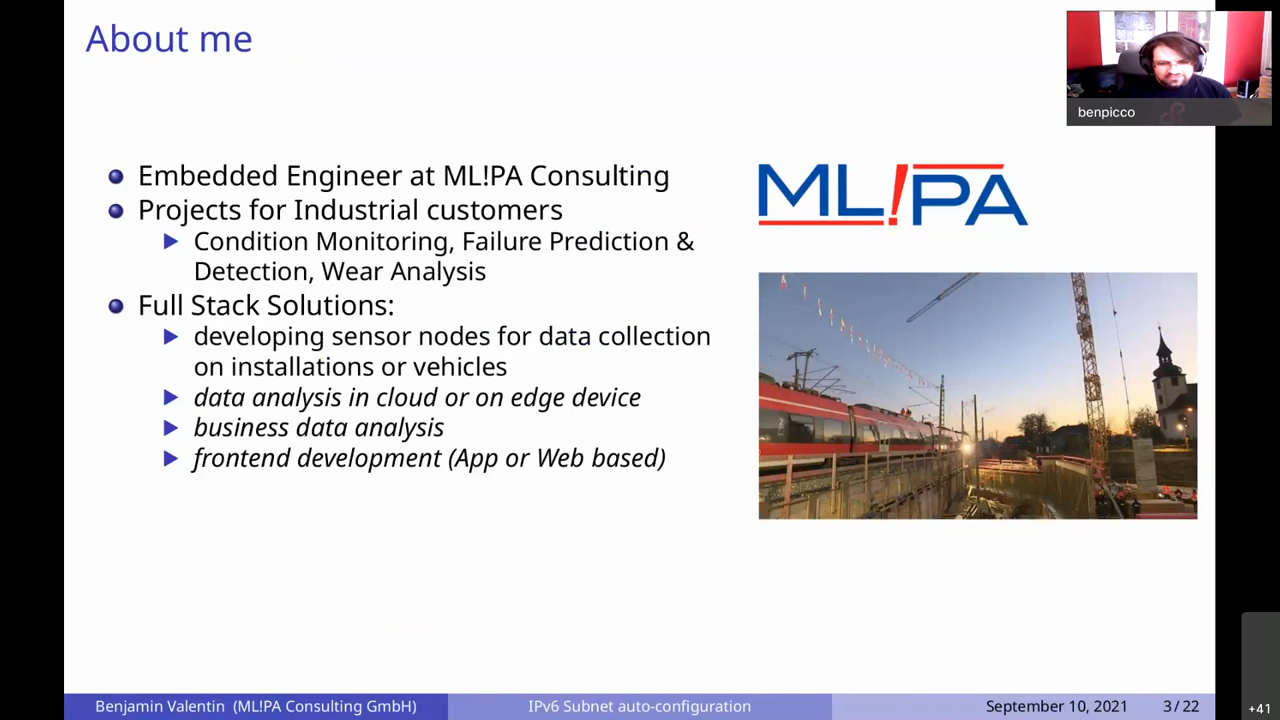 About me
benpicco
Embedded Engineer at ML!PA Consulting
Projects for Industrial customers
Condition Monitoring, Failure Prediction &
Detection, Wear Analysis
Full Stack Solutions:
developing sensor nodes for data collection
on installations or vehicles
data analysis in cloud or on edge device
business data analysis
frontend development (App or Web based)
ML!PA
Benjamin Valentin (ML!PA Consulting GmbH)
IPv6 Subnet auto-configuration
September 10, 2021
3 / 22
+41